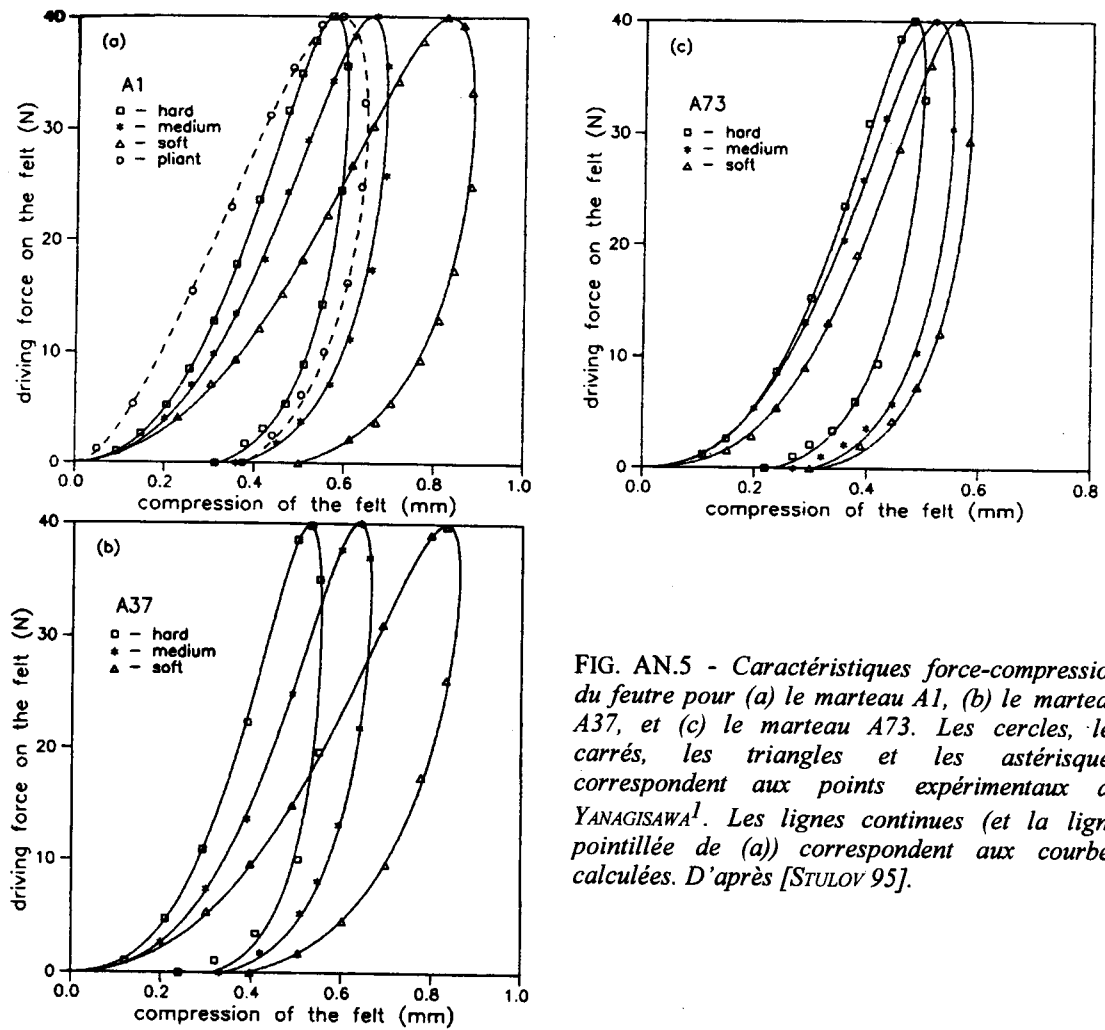 40
(a)
A1
□ – hard
* – medium
△ – soft
○ – pliant
30
20
10
0
driving force on the felt (N)
0.0 0.2 0.4 0.6 0.8 1.0
compression of the felt (mm)
40
(c)
A73
□ – hard
* – medium
△ – soft
30
20
10
0
driving force on the felt (N)
0.0 0.2 0.4 0.6 0.8
compression of the felt (mm)
40
(b)
A37
□ – hard
* – medium
△ – soft
30
20
10
0
driving force on the felt (N)
0.0 0.2 0.4 0.6 0.8 1.0
compression of the felt (mm)
FIG. AN.5 - Caractéristiques force-compressio
du feutre pour (a) le marteau A1, (b) le martea
A37, et (c) le marteau A73. Les cercles, le
carrés, les triangles et les astérisque
correspondent aux points expérimentaux d
YANAGISAWA¹. Les lignes continues (et la lign
pointillée de (a)) correspondent aux courbe
calculées. D'après [STULOV 95].